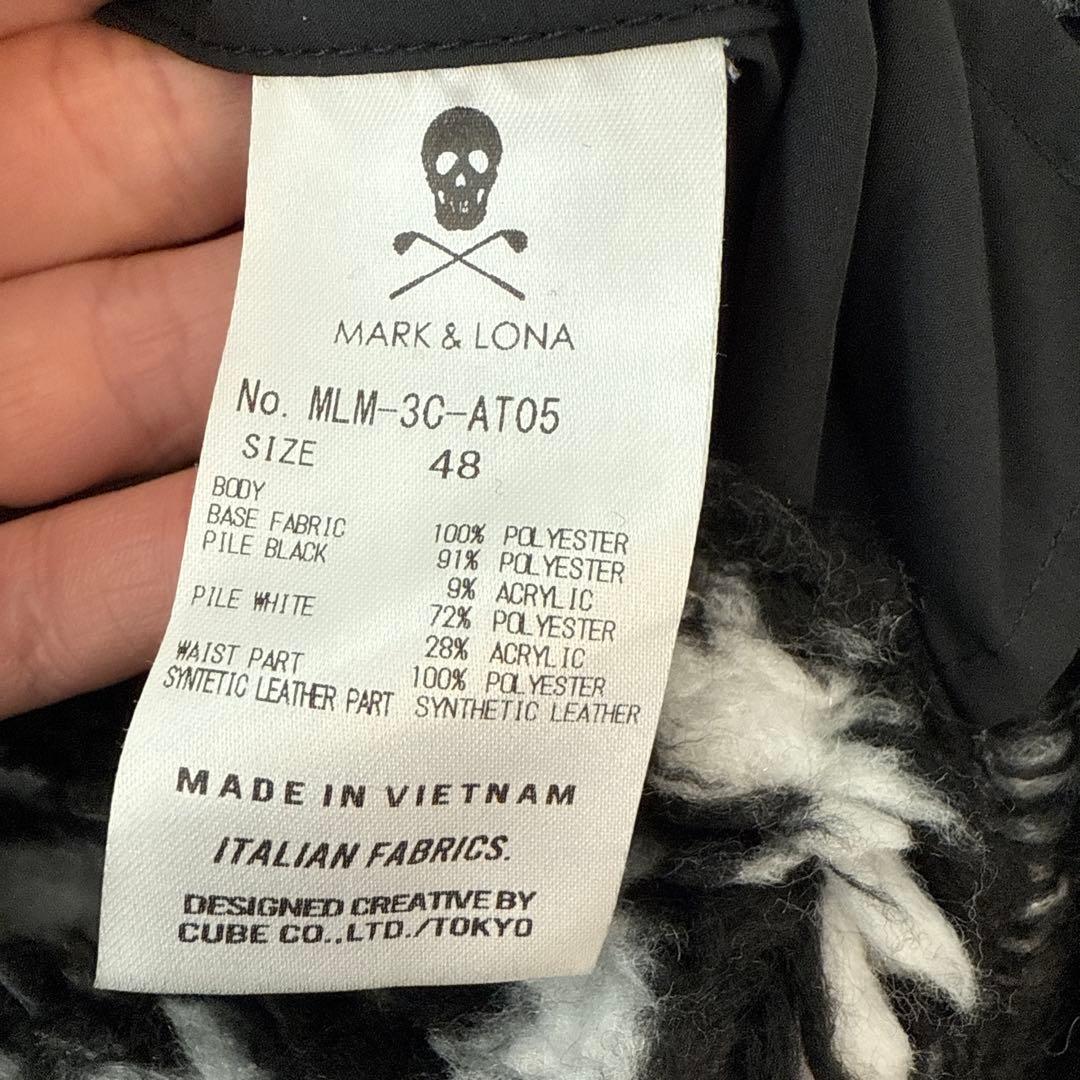 MARK & LONA
No. MLM-3C-AT05
SIZE 48
BODY
BASE FABRIC 100% POLYESTER
PILE BLACK 91% POLYESTER
9% ACRYLIC
PILE WHITE 72% POLYESTER
28% ACRYLIC
WAIST PART 100% POLYESTER
SYNTETIC LEATHER PART SYNTHETIC LEATHER
MADE IN VIETNAM
ITALIAN FABRICS.
DESIGNED CREATIVE BY
CUBE CO.,LTD./TOKYO